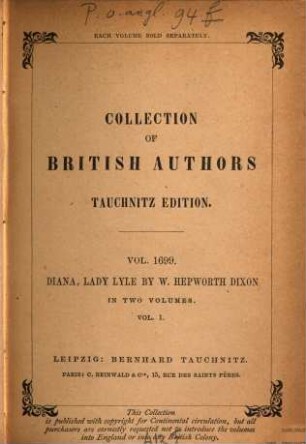 P. o. angl. 94 f
EACH VOLUME SOLD SEPARATELY.
COLLECTION
OF
BRITISH AUTHORS
TAUCHNITZ EDITION.
VOL. 1699.
DIANA, LADY LYLE BY W. HEPWORTH DIXON
IN TWO VOLUMES.
VOL. 1.
LEIPZIG: BERNHARD TAUCHNITZ.
PARIS: C. REINWALD & Cie, 15, RUE DES SAINTS PÈRES.
This Collection
is published with copyright for Continental circulation, but all
purchasers are earnestly requested not to introduce the volumes
into England or into any British Colony.